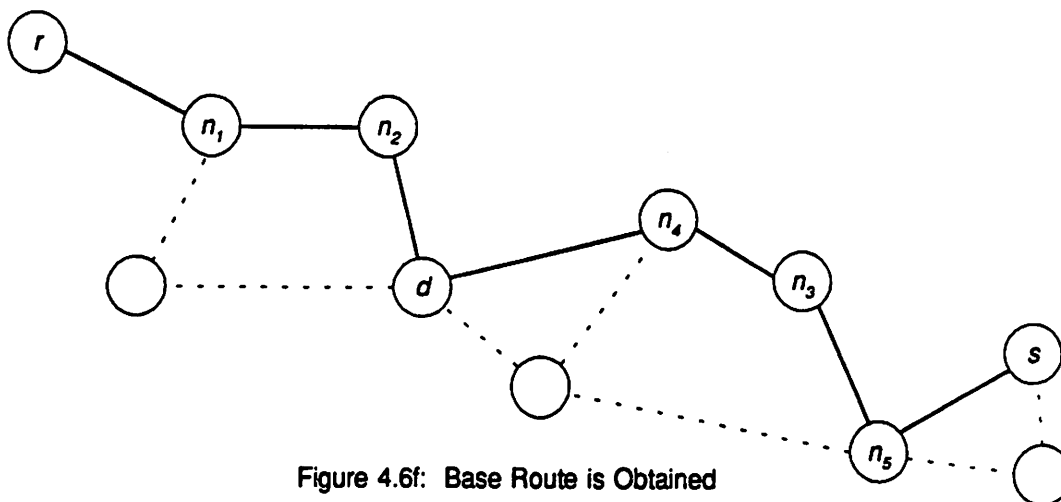 r
n₁
n₂
n₄
d
n₃
s
n₅
Figure 4.6f: Base Route is Obtained